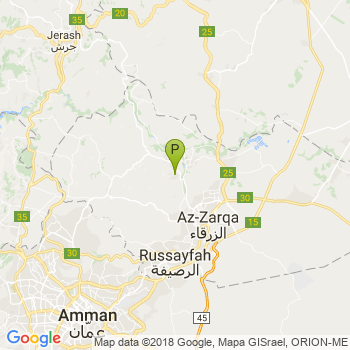 35
20
Jerash
جرش
25
P
25
30
Az-Zarqa
الزرقاء
15
35
30
Russayfah
الرصيفة
Amman
عمان
45
Google
Map data ©2018 Google, Mapa GISrael, ORION-ME